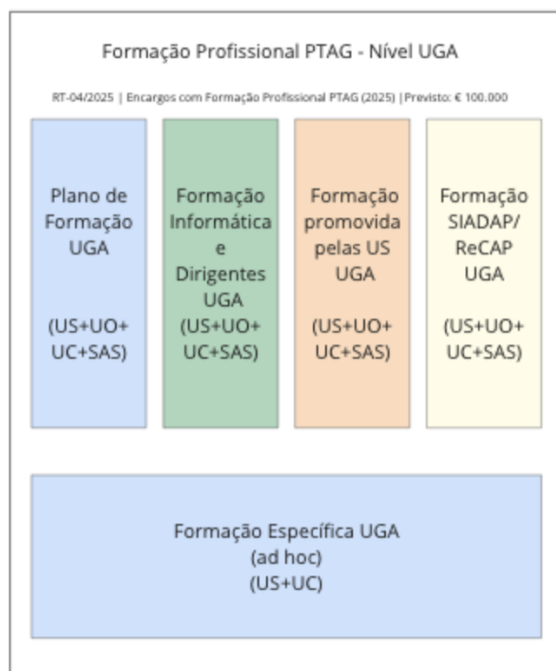 Formação Profissional PTAG - Nível UGA
RT-04/2025 | Encargos com Formação Profissional PTAG (2025) |Previsto: € 100.000
Plano de
Formação
UGA
(US+UO+
UC+SAS)
Formação
Informática
e
Dirigentes
UGA
(US+UO+
UC+SAS)
Formação
promovida
pelas US
UGA
(US+UO+
UC+SAS)
Formação
SIADAP/
ReCAP
UGA
(US+UO+
UC+SAS)
Formação Específica UGA
(ad hoc)
(US+UC)